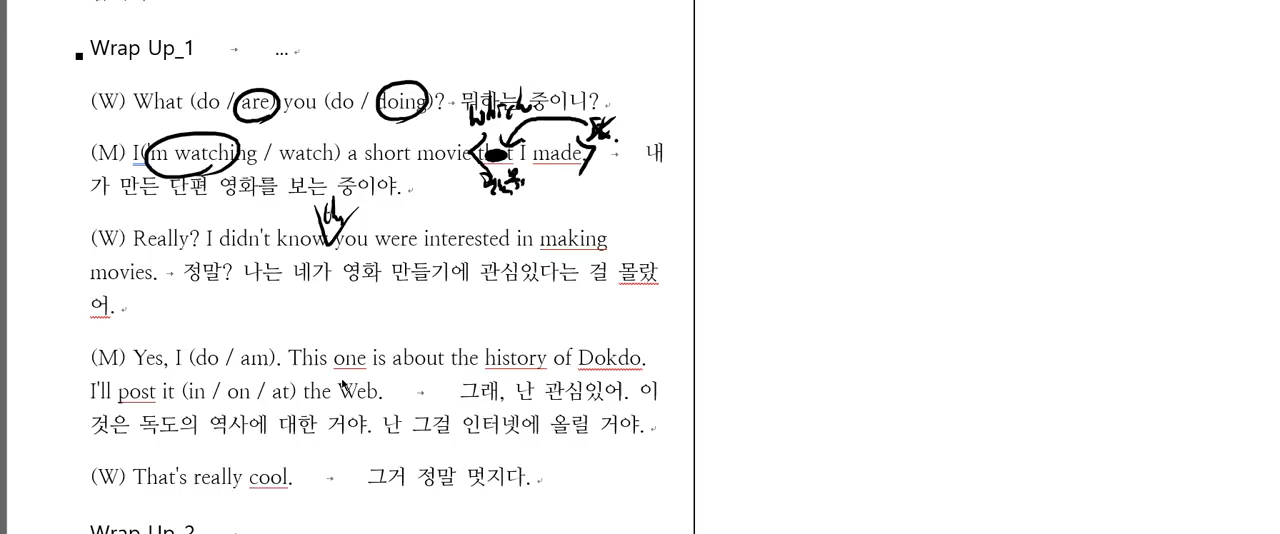 Wrap Up_1 → ...
(W) What (do / are) you (do / doing)? 뭐하는 중이니?
which
(M) I('m watching / watch) a short movie that I made. → 내
가 만든 단편 영화를 보는 중이야.
(W) Really? I didn't know you were interested in making
movies. → 정말? 나는 네가 영화 만들기에 관심있다는 걸 몰랐
어.
(M) Yes, I (do / am). This one is about the history of Dokdo.
I'll post it (in / on / at) the Web. → 그래, 난 관심있어. 이
것은 독도의 역사에 대한 거야. 난 그걸 인터넷에 올릴 거야.
(W) That's really cool. → 그거 정말 멋지다.
Wrap Up_2